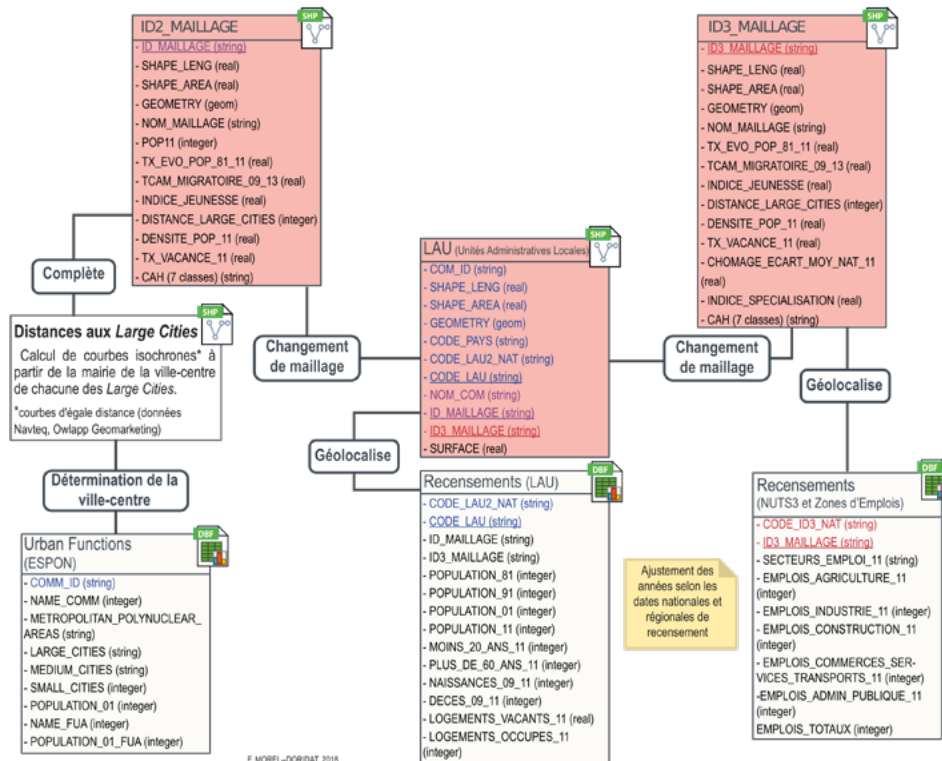 SHP
ID2_MAILLAGE
- ID_MAILLAGE (string)
- SHAPE_LENG (real)
- SHAPE_AREA (real)
- GEOMETRY (geom)
- NOM_MAILLAGE (string)
- POP11 (integer)
- TX_EVO_POP_81_11 (real)
- TCAM_MIGRATOIRE_09_13 (real)
- INDICE_JEUNESSE (real)
- DISTANCE_LARGE_CITIES (integer)
- DENSITE_POP_11 (real)
- TX_VACANCE_11 (real)
- CAH (7 classes) (string)
SHP
ID3_MAILLAGE
- ID3_MAILLAGE (string)
- SHAPE_LENG (real)
- SHAPE_AREA (real)
- GEOMETRY (geom)
- NOM_MAILLAGE (string)
- TX_EVO_POP_81_11 (real)
- TCAM_MIGRATOIRE_09_13 (real)
- INDICE_JEUNESSE (real)
- DISTANCE_LARGE_CITIES (integer)
- DENSITE_POP_11 (real)
- TX_VACANCE_11 (real)
- CHOMAGE_ECART_MOY_NAT_11
(real)
- INDICE_SPECIALISATION (real)
- CAH (7 classes) (string)
SHP
LAU (Unités Administratives Locales)
- COM_ID (string)
- SHAPE_LENG (real)
- SHAPE_AREA (real)
- GEOMETRY (geom)
- CODE_PAYS (string)
- CODE_LAU2_NAT (string)
- CODE_LAU (string)
- NOM_COM (string)
- ID_MAILLAGE (string)
- ID3_MAILLAGE (string)
- SURFACE (real)
Complète
Changement
de maillage
Changement
de maillage
Géolocalise
Géolocalise
SHP
Distances aux Large Cities
Calcul de courbes isochrones* à
partir de la mairie de la ville-centre
de chacune des Large Cities.
*courbes d'égale distance (données
Navteq, Owlapp Geomarketing)
Détermination de la
ville-centre
DBF
Urban Functions
(ESPON)
- COMM_ID (string)
- NAME_COMM (integer)
- METROPOLITAN_POLYNUCLEAR_
AREAS (string)
- LARGE_CITIES (string)
- MEDIUM_CITIES (string)
- SMALL_CITIES (integer)
- POPULATION_01 (integer)
- NAME_FUA (integer)
- POPULATION_01_FUA (integer)
DBF
Recensements (LAU)
- CODE_LAU2_NAT (string)
- CODE_LAU (string)
- ID_MAILLAGE (string)
- ID3_MAILLAGE (string)
- POPULATION_81 (integer)
- POPULATION_91 (integer)
- POPULATION_01 (integer)
- POPULATION_11 (integer)
- MOINS_20_ANS_11 (integer)
- PLUS_DE_60_ANS_11 (integer)
- NAISSANCES_09_11 (integer)
- DECES_09_11 (integer)
- LOGEMENTS_VACANTS_11 (real)
- LOGEMENTS_OCCUPES_11
(integer)
Ajustement des
années selon les
dates nationales et
régionales de
recensement
DBF
Recensements
(NUTS3 et Zones d'Emplois)
- CODE_ID3_NAT (string)
- ID3_MAILLAGE (string)
- SECTEURS_EMPLOI_11 (string)
- EMPLOIS_AGRICULTURE_11
(integer)
- EMPLOIS_INDUSTRIE_11 (integer)
- EMPLOIS_CONSTRUCTION_11
(integer)
- EMPLOIS_COMMERCES_SER-
VICES_TRANSPORTS_11 (integer)
-EMPLOIS_ADMIN_PUBLIQUE_11
(integer)
EMPLOIS_TOTAUX (integer)
F. MOREL--DORIDAT, 2018